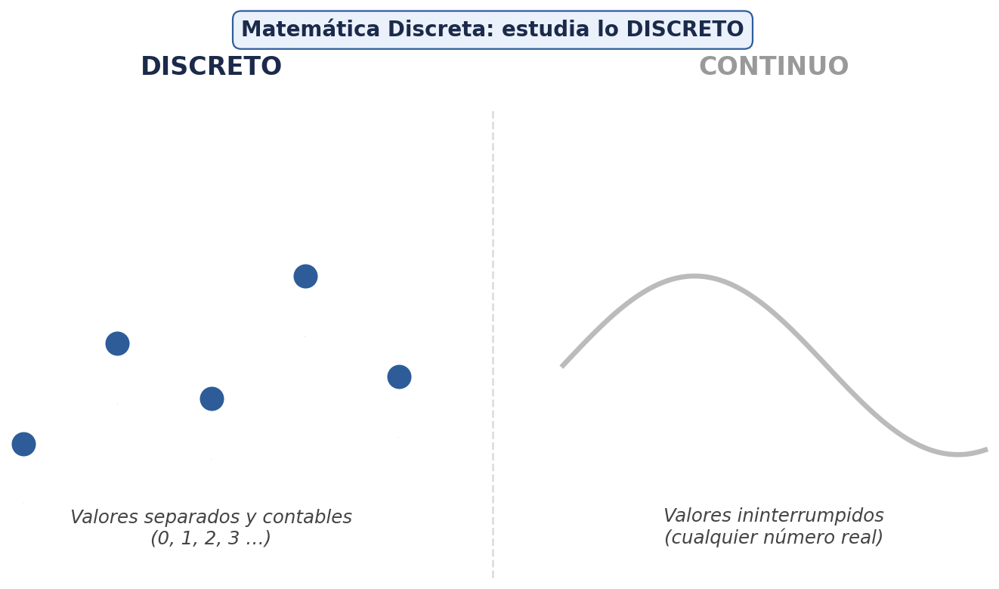 Matemática Discreta: estudia lo DISCRETO
DISCRETO
CONTINUO
Valores separados y contables
(0, 1, 2, 3 ...)
Valores ininterrumpidos
(cualquier número real)